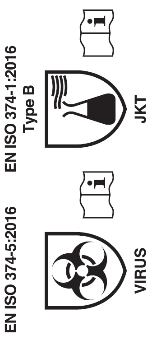 EN ISO 374-5:2016
VIRUS
EN ISO 374-1:2016
Type B
JKT